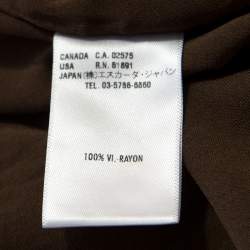 CANADA C.A. 02575
USA R.N. 81891
JAPAN (株)エスカーダ・ジャパン
TEL. 03-5786-8650
100% VI.-RAYON